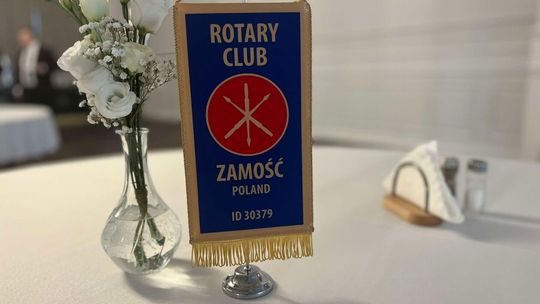 ROTARY
CLUB
ZAMOŚĆ
POLAND
ID 30379